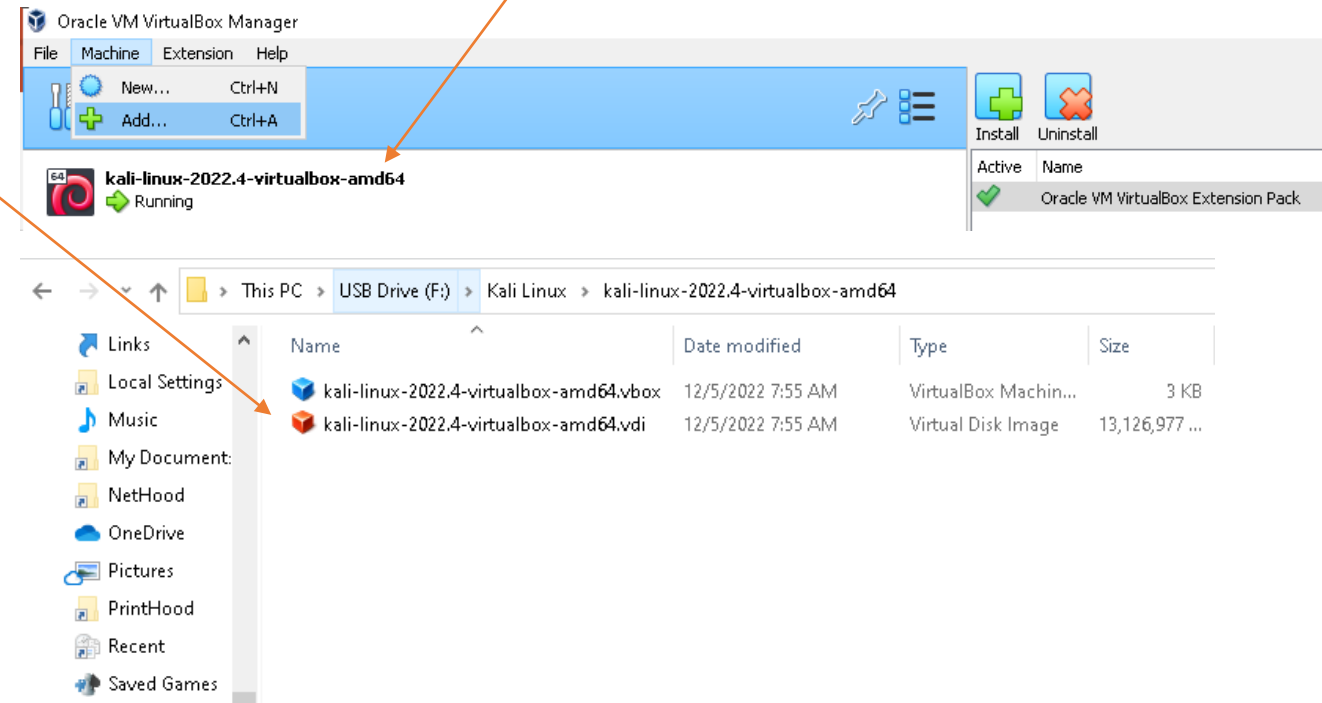 Oracle VM VirtualBox Manager
File Machine Extension Help
New... Ctrl+N
Add... Ctrl+A
Install Uninstall
Active Name
64
kali-linux-2022.4-virtualbox-amd64
Running
Oracle VM VirtualBox Extension Pack
This PC > USB Drive (F:) > Kali Linux > kali-linux-2022.4-virtualbox-amd64
Links
Local Settings
Music
My Document:
NetHood
OneDrive
Pictures
PrintHood
Recent
Saved Games
Name Date modified Type Size
kali-linux-2022.4-virtualbox-amd64.vbox 12/5/2022 7:55 AM VirtualBox Machin... 3 KB
kali-linux-2022.4-virtualbox-amd64.vdi 12/5/2022 7:55 AM Virtual Disk Image 13,126,977 ...